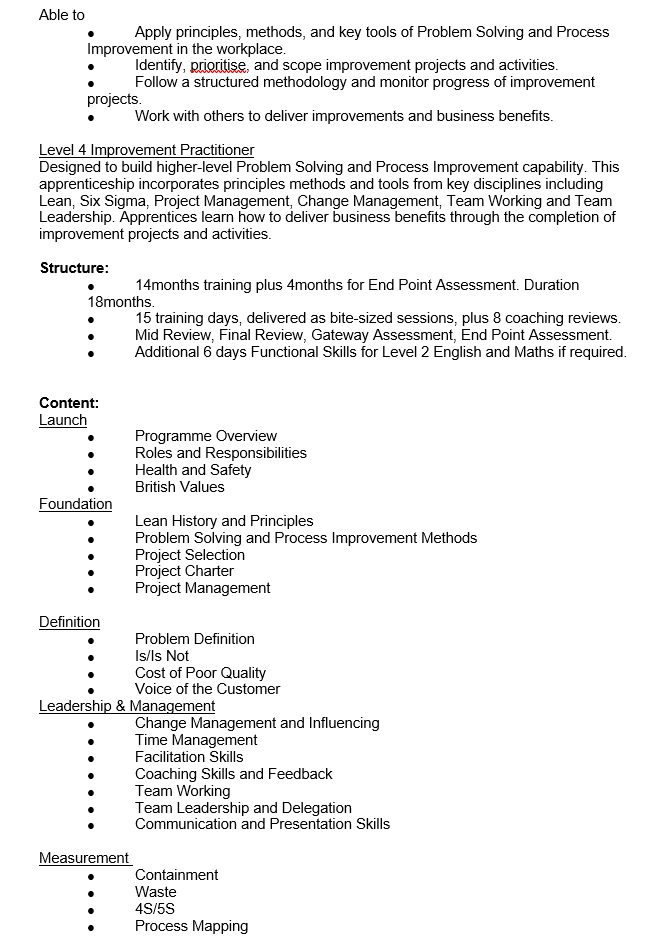 Able to
● Apply principles, methods, and key tools of Problem Solving and Process
Improvement in the workplace.
● Identify, prioritise, and scope improvement projects and activities.
● Follow a structured methodology and monitor progress of improvement
projects.
● Work with others to deliver improvements and business benefits.
Level 4 Improvement Practitioner
Designed to build higher-level Problem Solving and Process Improvement capability. This
apprenticeship incorporates principles methods and tools from key disciplines including
Lean, Six Sigma, Project Management, Change Management, Team Working and Team
Leadership. Apprentices learn how to deliver business benefits through the completion of
improvement projects and activities.
Structure:
● 14months training plus 4months for End Point Assessment. Duration
18months.
● 15 training days, delivered as bite-sized sessions, plus 8 coaching reviews.
● Mid Review, Final Review, Gateway Assessment, End Point Assessment.
● Additional 6 days Functional Skills for Level 2 English and Maths if required.
Content:
Launch
● Programme Overview
● Roles and Responsibilities
● Health and Safety
● British Values
Foundation
● Lean History and Principles
● Problem Solving and Process Improvement Methods
● Project Selection
● Project Charter
● Project Management
Definition
● Problem Definition
● Is/Is Not
● Cost of Poor Quality
● Voice of the Customer
Leadership & Management
● Change Management and Influencing
● Time Management
● Facilitation Skills
● Coaching Skills and Feedback
● Team Working
● Team Leadership and Delegation
● Communication and Presentation Skills
Measurement
● Containment
● Waste
● 4S/5S
● Process Mapping